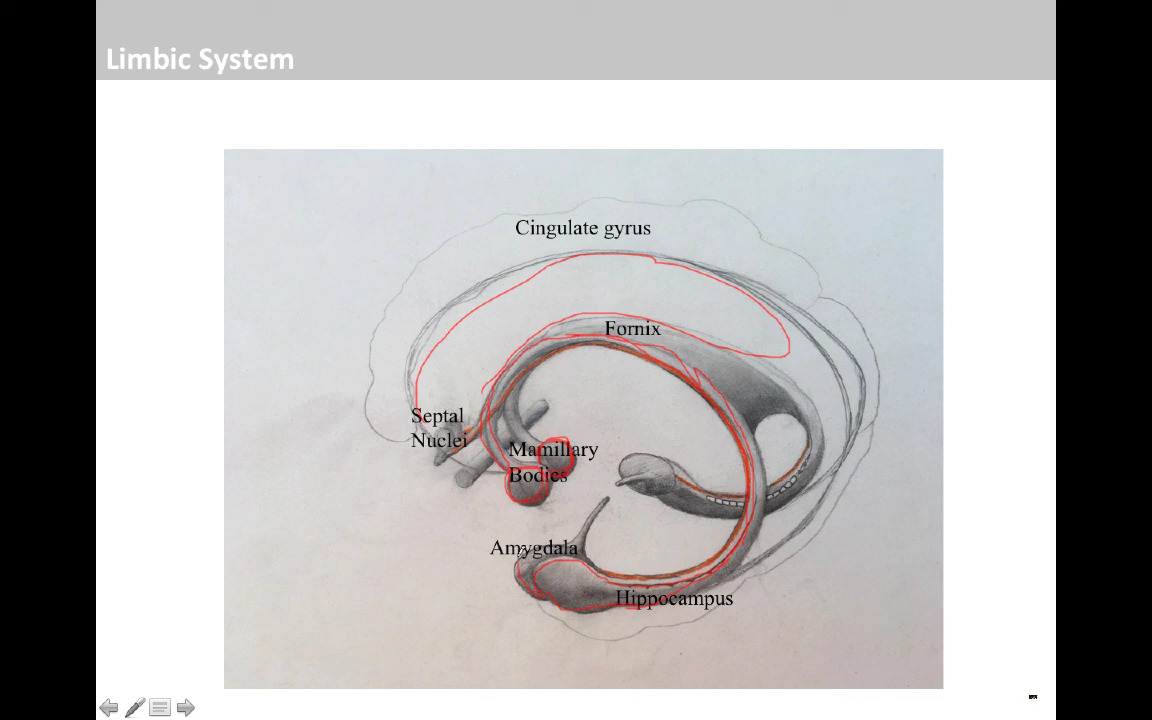 Limbic System
Cingulate gyrus
Fornix
Septal
Nuclei
Mamillary
Bodies
Amygdala
Hippocampus